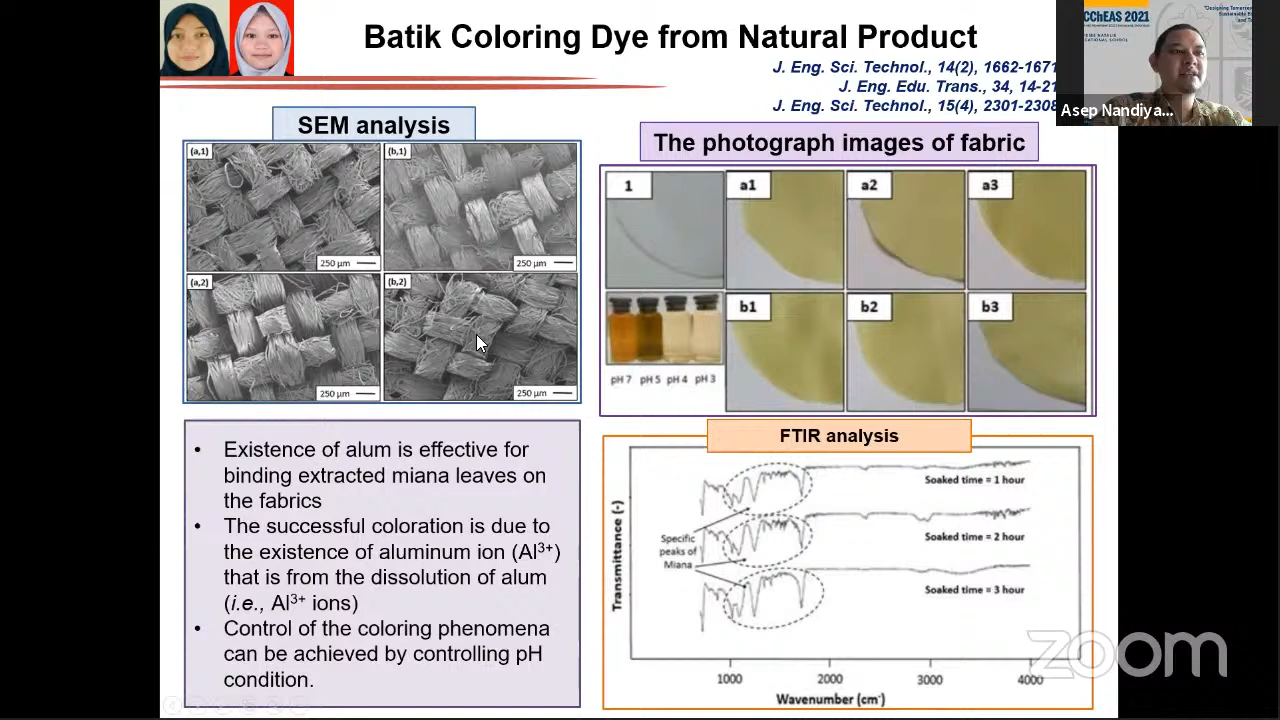 Batik Coloring Dye from Natural Product
J. Eng. Sci. Technol., 14(2), 1662-1671
J. Eng. Edu. Trans., 34, 14-21
J. Eng. Sci. Technol., 15(4), 2301-2308
CChEAS 2021
Asep Nandiya...
SEM analysis
(a,1)
(b,1)
250 µm
250 µm
(a,2)
(b,2)
250 µm
250 µm
The photograph images of fabric
1
a1
a2
a3
b1
b2
b3
pH 7 pH 5 pH 4 pH 3
• Existence of alum is effective for
binding extracted miana leaves on
the fabrics
• The successful coloration is due to
the existence of aluminum ion (Al³⁺)
that is from the dissolution of alum
(i.e., Al³⁺ ions)
• Control of the coloring phenomena
can be achieved by controlling pH
condition.
FTIR analysis
Transmittance (-)
Specific
peaks of
Miana
Soaked time = 1 hour
Soaked time = 2 hour
Soaked time = 3 hour
1000 2000 3000 4000
Wavenumber (cm⁻)
zoom